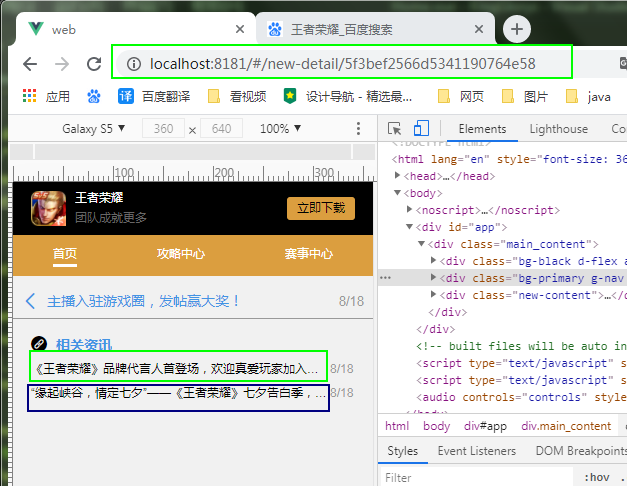 web
王者荣耀_百度搜索
localhost:8181/#/new-detail/5f3bef2566d5341190764e58
应用
译 百度翻译
看视频
设计导航 - 精选最...
网页
图片
java
Galaxy S5 ▼ 360 × 640 100% ▼
Elements Lighthouse Co
100 200 300
<!DOCTYPE html>
<html lang="en" style="font-size: 36
<head>…</head>
<body>
<noscript>…</noscript>
<div id="app">
<div class="main_content">
<div class="bg-black d-flex a
<div class="bg-primary g-nav
<div class="new-content">…</d
</div>
</div>
<!-- built files will be auto in
<script type="text/javascript"
<script type="text/javascript"
<audio controls="controls" style
王者荣耀
团队成就更多
立即下载
首页 攻略中心 赛事中心
主播入驻游戏圈，发帖赢大奖！ 8/18
相关资讯
《王者荣耀》品牌代言人首登场，欢迎真爱玩家加入... 8/18
“缘起峡谷，情定七夕”——《王者荣耀》七夕告白季，... 8/18
html body div#app div.main_content
Styles Event Listeners DOM Breakpoints
Filter :hov